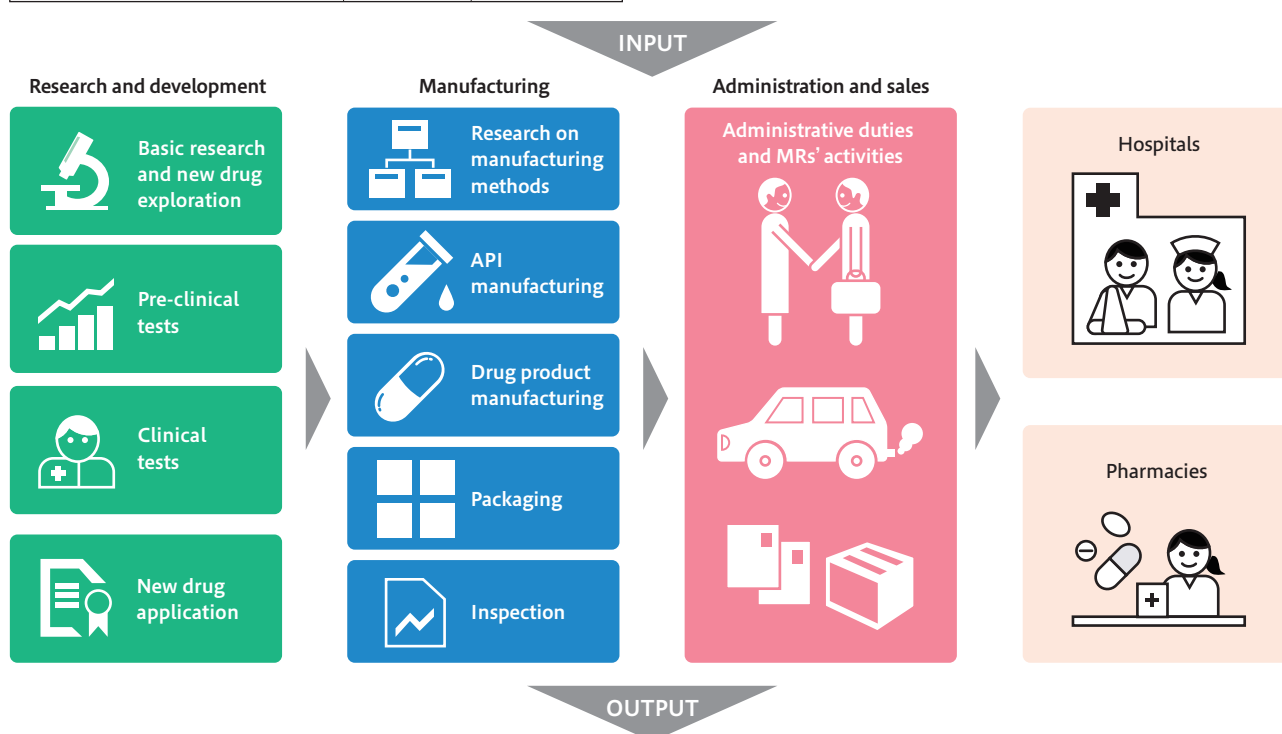 INPUT
Research and development
Basic research
and new drug
exploration
Pre-clinical
tests
Clinical
tests
New drug
application
Manufacturing
Research on
manufacturing
methods
API
manufacturing
Drug product
manufacturing
Packaging
Inspection
Administration and sales
Administrative duties
and MRs’ activities
Hospitals
Pharmacies
OUTPUT